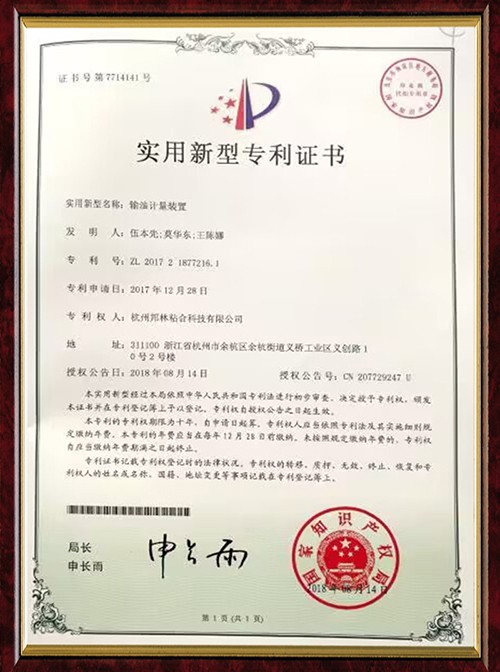 证书号第7714141号
实用新型专利证书
实用新型名称：输油计量装置
发 明 人：伍本先;莫华东;王陈娜
专 利 号：ZL 2017 2 1877216.1
专利申请日：2017年12月28日
专 利 权 人：杭州邦林粘合科技有限公司
地 址：311100 浙江省杭州市余杭区余杭街道义桥工业区义创路1
0号2号楼
授权公告日：2018年08月14日 授权公告号：CN 207729247 U
本实用新型经过本局依照中华人民共和国专利法进行初步审查，决定授予专利权，颁发
本证书并在专利登记簿上予以登记。专利权自授权公告之日起生效。
本专利的专利权期限为十年，自申请日起算。专利权人应当依照专利法及其实施细则规
定缴纳年费。本专利的年费应当在每年12月28日前缴纳。未按照规定缴纳年费的，专利权
自应当缴纳年费期满之日起终止。
专利证书记载专利权登记时的法律状况。专利权的转移、质押、无效、终止、恢复和专
利权人的姓名或名称、国籍、地址变更等事项记载在专利登记簿上。
局长
申长雨
申长雨
国家知识产权局
2018年08月14日
第1页(共1页)